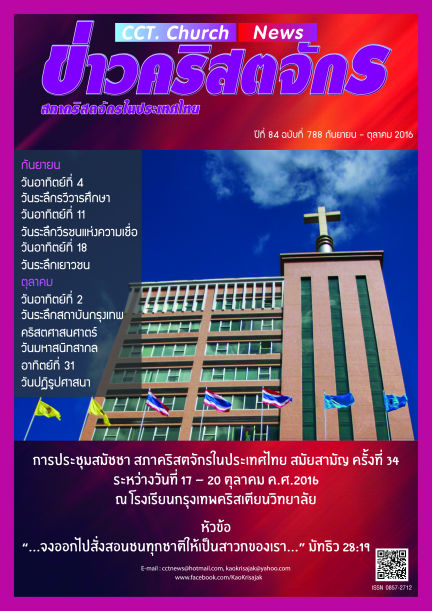 CCT. Church News
ข่าวคริสตจักร
สภาคริสตจักรในประเทศไทย
ปีที่ 84 ฉบับที่ 788 กันยายน - ตุลาคม 2016
กันยายน
วันอาทิตย์ที่ 4
วันระลึกรวีวารศึกษา
วันอาทิตย์ที่ 11
วันระลึกวีรชนแห่งความเชื่อ
วันอาทิตย์ที่ 18
วันระลึกเยาวชน
ตุลาคม
วันอาทิตย์ที่ 2
วันระลึกสถาบันกรุงเทพ
คริสตศาสนศาสตร์
วันมหาสนิทสากล
อาทิตย์ที่ 31
วันปฏิรูปศาสนา
การประชุมสมัชชา สภาคริสตจักรในประเทศไทย สมัยสามัญ ครั้งที่ 34
ระหว่างวันที่ 17 – 20 ตุลาคม ค.ศ.2016
ณ โรงเรียนกรุงเทพคริสเตียนวิทยาลัย
หัวข้อ
“...จงออกไปสั่งสอนชนทุกชาติให้เป็นสาวกของเรา...” มัทธิว 28:19
E-mail : cctnews@hotmail.com, kaokrisajak@yahoo.com
www.facebook.com/KaoKrisajak
ISSN 0857-2712